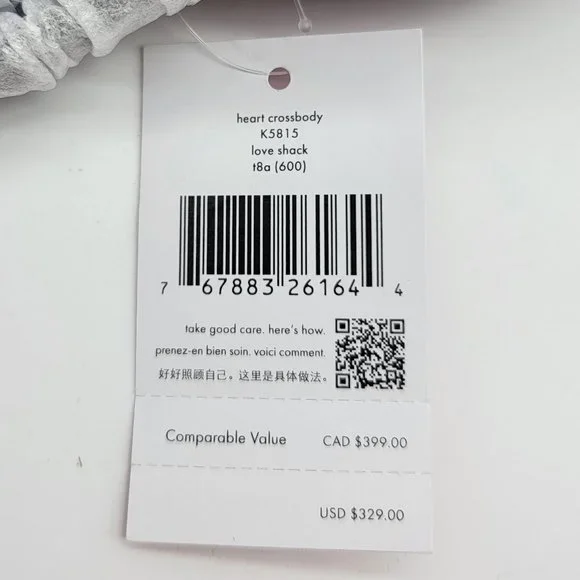 heart crossbody
K5815
love shack
t8a (600)
7 67883 26164 4
take good care. here's how.
prenez-en bien soin. voici comment.
好好照顾自己。这里是具体做法。
Comparable Value CAD $399.00
USD $329.00